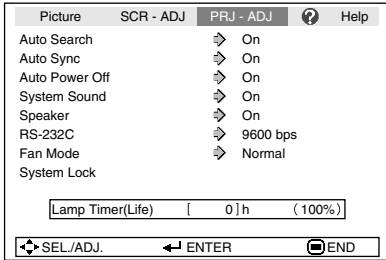 Picture SCR - ADJ PRJ - ADJ ? Help
Auto Search On
Auto Sync On
Auto Power Off On
System Sound On
Speaker On
RS-232C 9600 bps
Fan Mode Normal
System Lock
Lamp Timer(Life) [ 0 ] h (100%)
SEL./ADJ. ENTER END